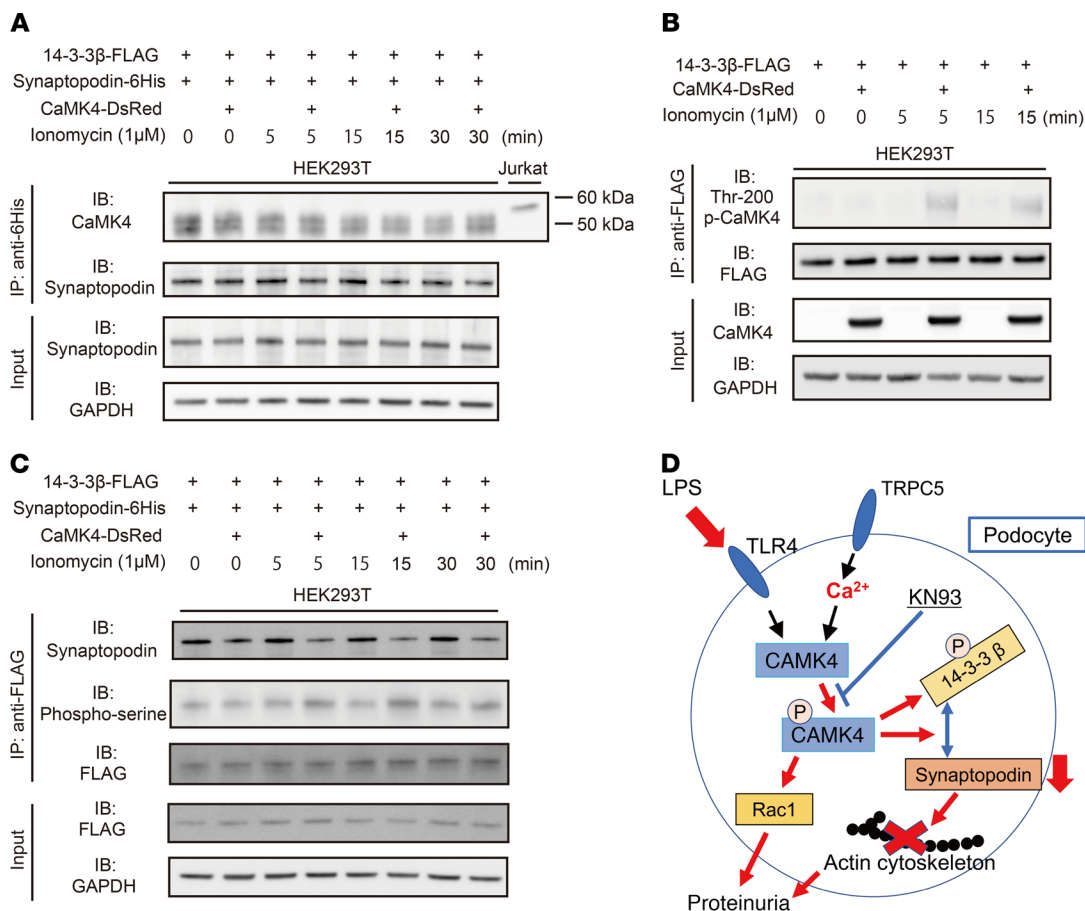 A
14-3-3β-FLAG + + + + + + + +
Synaptopodin-6His + + + + + + + +
CaMK4-DsRed + + + +
Ionomycin (1μM) 0 0 5 5 15 15 30 30 (min)
HEK293T Jurkat
IP: anti-6His
IB:
CaMK4
60 kDa
50 kDa
IB:
Synaptopodin
Input
IB:
Synaptopodin
IB:
GAPDH
B
14-3-3β-FLAG + + + + + +
CaMK4-DsRed + + +
Ionomycin (1μM) 0 0 5 5 15 15 (min)
HEK293T
IP: anti-FLAG
IB:
Thr-200
p-CaMK4
IB:
FLAG
Input
IB:
CaMK4
IB:
GAPDH
C
14-3-3β-FLAG + + + + + + + +
Synaptopodin-6His + + + + + + + +
CaMK4-DsRed + + + +
Ionomycin (1μM) 0 0 5 5 15 15 30 30 (min)
HEK293T
IP: anti-FLAG
IB:
Synaptopodin
IB:
Phospho-serine
IB:
FLAG
Input
IB:
FLAG
IB:
GAPDH
D
LPS
TRPC5
TLR4
Podocyte
Ca2+
KN93
CAMK4
P
14-3-3 β
P
CAMK4
Synaptopodin
Rac1
Actin cytoskeleton
Proteinuria